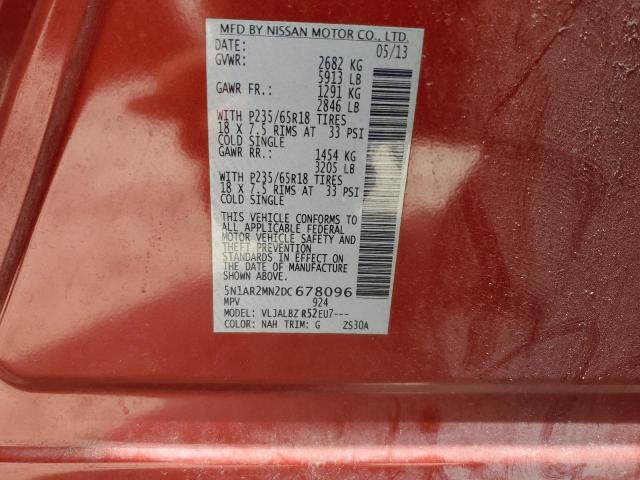 MFD BY NISSAN MOTOR CO., LTD.
DATE: 05/13
GVWR: 2682 KG
5913 LB
GAWR FR.: 1291 KG
2846 LB
WITH P235/65R18 TIRES
18 X 7.5 RIMS AT 33 PSI
COLD SINGLE
GAWR RR.: 1454 KG
3205 LB
WITH P235/65R18 TIRES
18 X 7.5 RIMS AT 33 PSI
COLD SINGLE
THIS VEHICLE CONFORMS TO
ALL APPLICABLE FEDERAL
MOTOR VEHICLE SAFETY AND
THEFT PREVENTION
STANDARDS IN EFFECT ON
THE DATE OF MANUFACTURE
SHOWN ABOVE.
5N1AR2MN2DC678096
MPV 924
MODEL: VLJALBZ R52EU7---
COLOR: NAH TRIM: G ZS30A